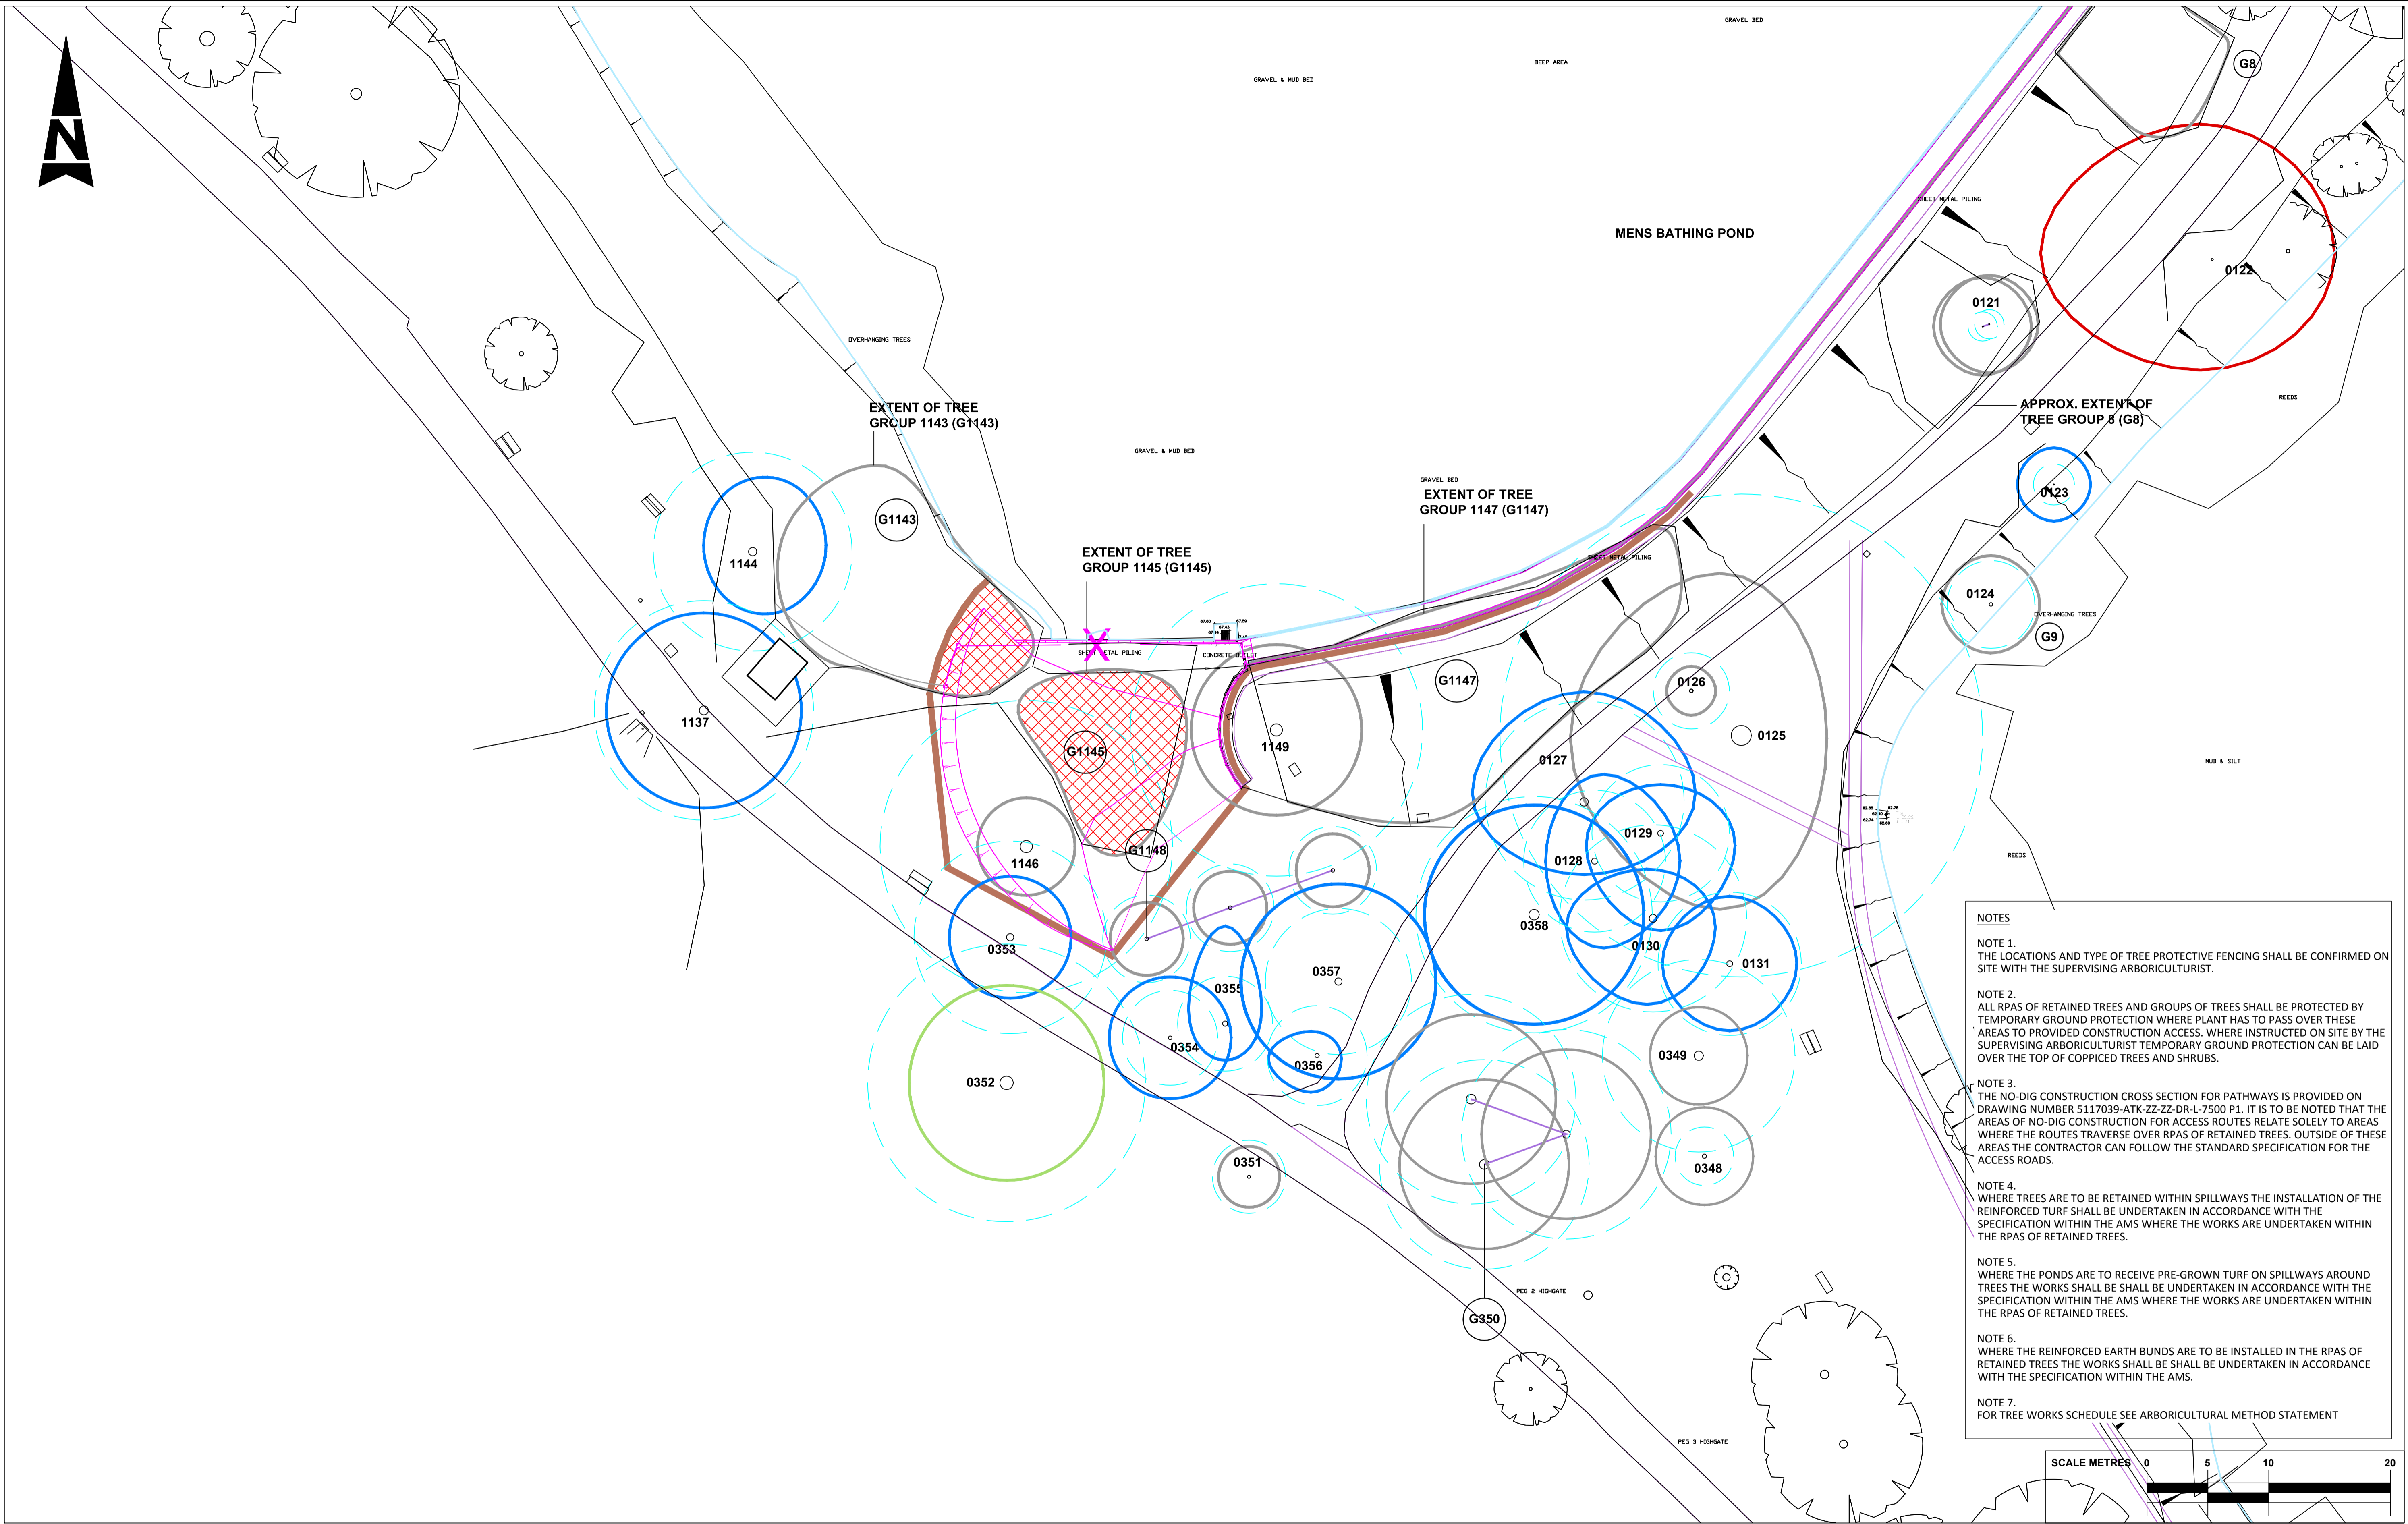 GRAVEL BED
DEEP AREA
GRAVEL & MUD BED
N
G8
SHEET METAL PILING
MENS BATHING POND
0122
0121
OVERHANGING TREES
REEDS
EXTENT OF TREE
GROUP 1143 (G1143)
APPROX. EXTENT OF
TREE GROUP 8 (G8)
GRAVEL & MUD BED
GRAVEL BED
EXTENT OF TREE
GROUP 1147 (G1147)
0123
G1143
EXTENT OF TREE
GROUP 1145 (G1145)
SHEET METAL PILING
1144
0124
OVERHANGING TREES
G9
67.60
67.59
67.43
X
SHEET METAL PILING
CONCRETE OUTLET
G1147
0126
1137
0125
1149
G1145
0127
MUD & SILT
62.85
62.78
62.74
62.60
0129
G1148
0128
1146
REEDS
0358
0353
0130
0131
0357
0355
0354
0356
0349
0352
0351
0348
PEG 2 HIGHGATE
G350
PEG 3 HIGHGATE
NOTES
NOTE 1.
THE LOCATIONS AND TYPE OF TREE PROTECTIVE FENCING SHALL BE CONFIRMED ON
SITE WITH THE SUPERVISING ARBORICULTURIST.
NOTE 2.
ALL RPAS OF RETAINED TREES AND GROUPS OF TREES SHALL BE PROTECTED BY
TEMPORARY GROUND PROTECTION WHERE PLANT HAS TO PASS OVER THESE
AREAS TO PROVIDED CONSTRUCTION ACCESS. WHERE INSTRUCTED ON SITE BY THE
SUPERVISING ARBORICULTURIST TEMPORARY GROUND PROTECTION CAN BE LAID
OVER THE TOP OF COPPICED TREES AND SHRUBS.
NOTE 3.
THE NO-DIG CONSTRUCTION CROSS SECTION FOR PATHWAYS IS PROVIDED ON
DRAWING NUMBER 5117039-ATK-ZZ-ZZ-DR-L-7500 P1. IT IS TO BE NOTED THAT THE
AREAS OF NO-DIG CONSTRUCTION FOR ACCESS ROUTES RELATE SOLELY TO AREAS
WHERE THE ROUTES TRAVERSE OVER RPAS OF RETAINED TREES. OUTSIDE OF THESE
AREAS THE CONTRACTOR CAN FOLLOW THE STANDARD SPECIFICATION FOR THE
ACCESS ROADS.
NOTE 4.
WHERE TREES ARE TO BE RETAINED WITHIN SPILLWAYS THE INSTALLATION OF THE
REINFORCED TURF SHALL BE UNDERTAKEN IN ACCORDANCE WITH THE
SPECIFICATION WITHIN THE AMS WHERE THE WORKS ARE UNDERTAKEN WITHIN
THE RPAS OF RETAINED TREES.
NOTE 5.
WHERE THE PONDS ARE TO RECEIVE PRE-GROWN TURF ON SPILLWAYS AROUND
TREES THE WORKS SHALL BE SHALL BE UNDERTAKEN IN ACCORDANCE WITH THE
SPECIFICATION WITHIN THE AMS WHERE THE WORKS ARE UNDERTAKEN WITHIN
THE RPAS OF RETAINED TREES.
NOTE 6.
WHERE THE REINFORCED EARTH BUNDS ARE TO BE INSTALLED IN THE RPAS OF
RETAINED TREES THE WORKS SHALL BE SHALL BE UNDERTAKEN IN ACCORDANCE
WITH THE SPECIFICATION WITHIN THE AMS.
NOTE 7.
FOR TREE WORKS SCHEDULE SEE ARBORICULTURAL METHOD STATEMENT
SCALE METRES 0 5 10 20